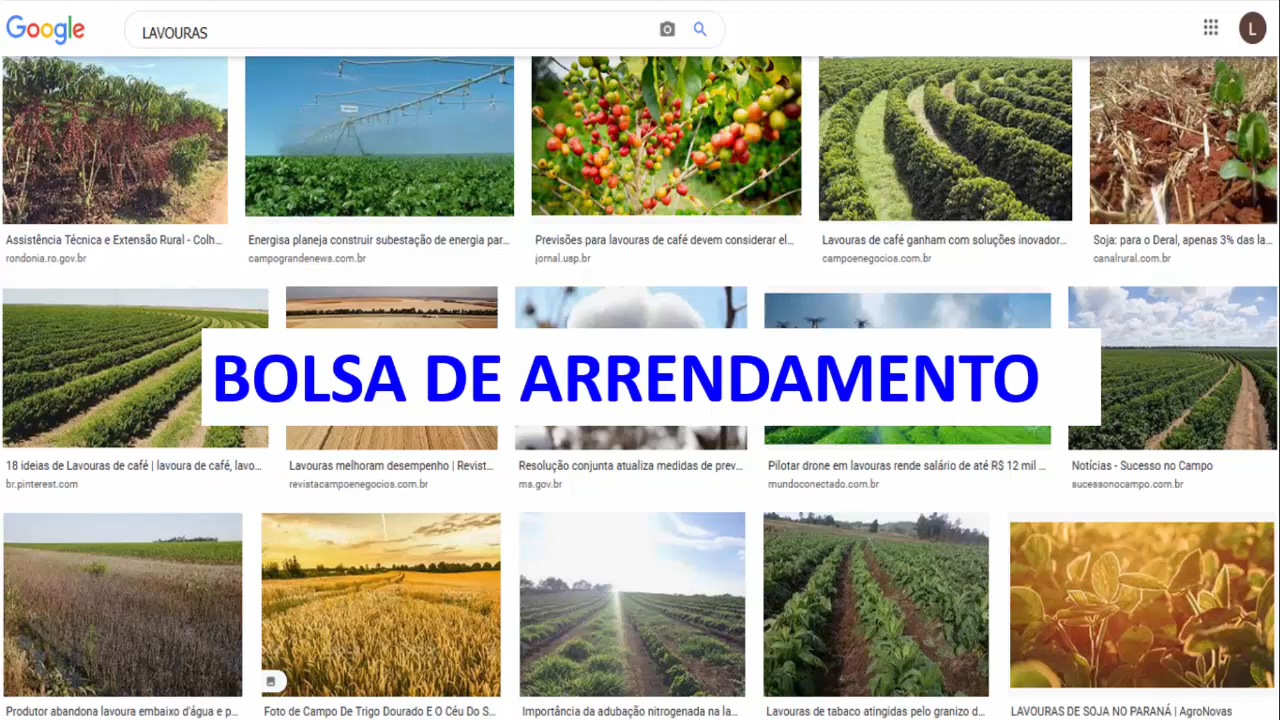 Google
LAVOURAS
L
Assistência Técnica e Extensão Rural - Colh...
rondonia.ro.gov.br
Energisa planeja construir subestação de energia par...
campograndenews.com.br
Previsões para lavouras de café devem considerar el...
jornal.usp.br
Lavouras de café ganham com soluções inovador...
campoenegocios.com.br
Soja: para o Deral, apenas 3% das la...
canalrural.com.br
BOLSA DE ARRENDAMENTO
18 ideias de Lavouras de café | lavoura de café, lavo...
br.pinterest.com
Lavouras melhoram desempenho | Revist...
revistacampoenegocios.com.br
Resolução conjunta atualiza medidas de prev...
ms.gov.br
Pilotar drone em lavouras rende salário de até R$ 12 mil ...
mundoconectado.com.br
Notícias - Sucesso no Campo
sucessonocampo.com.br
Produtor abandona lavoura embaixo d'água e p...
Foto de Campo De Trigo Dourado E O Céu Do S...
Importância da adubação nitrogenada na la...
Lavouras de tabaco atingidas pelo granizo d...
LAVOURAS DE SOJA NO PARANÁ | AgroNovas